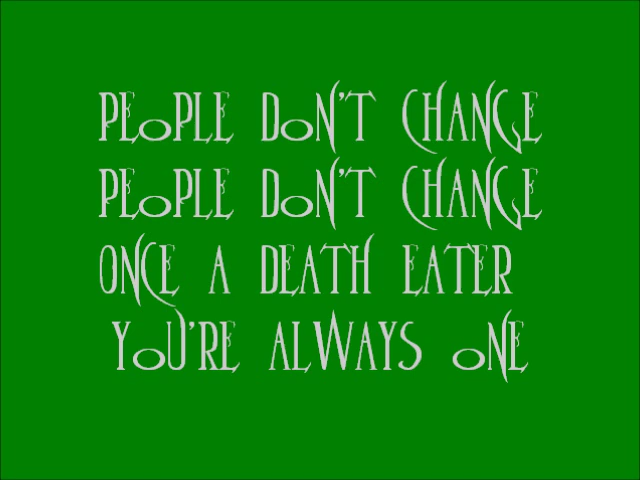 PEOPLE DON'T CHANGE
PEOPLE DON'T CHANGE
ONCE A DEATH EATER
YOU'RE ALWAYS ONE